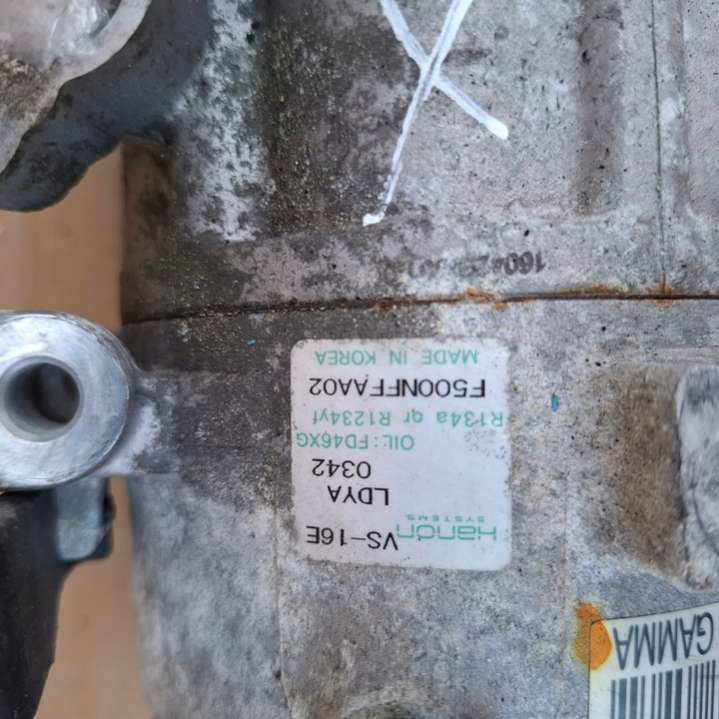 Hanon
SYSTEMS
VS-16E
LDYA
0342
OIL:FD46XG
R134a or R1234yf
F500NFFAA02
MADE IN KOREA
GAMMA